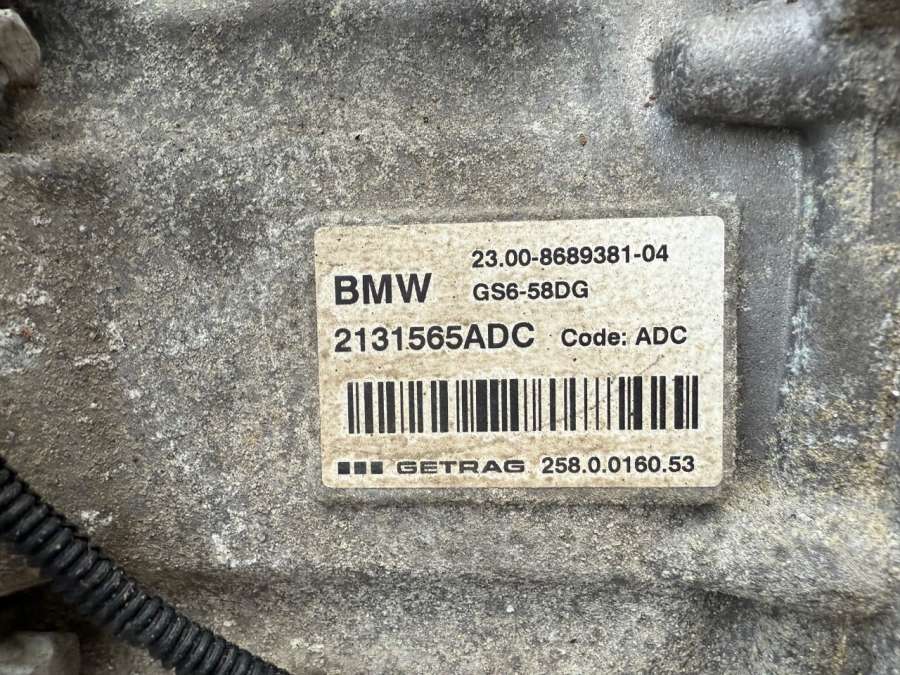 23.00-8689381-04
BMW GS6-58DG
2131565ADC Code: ADC
GETRAG 258.0.0160.53